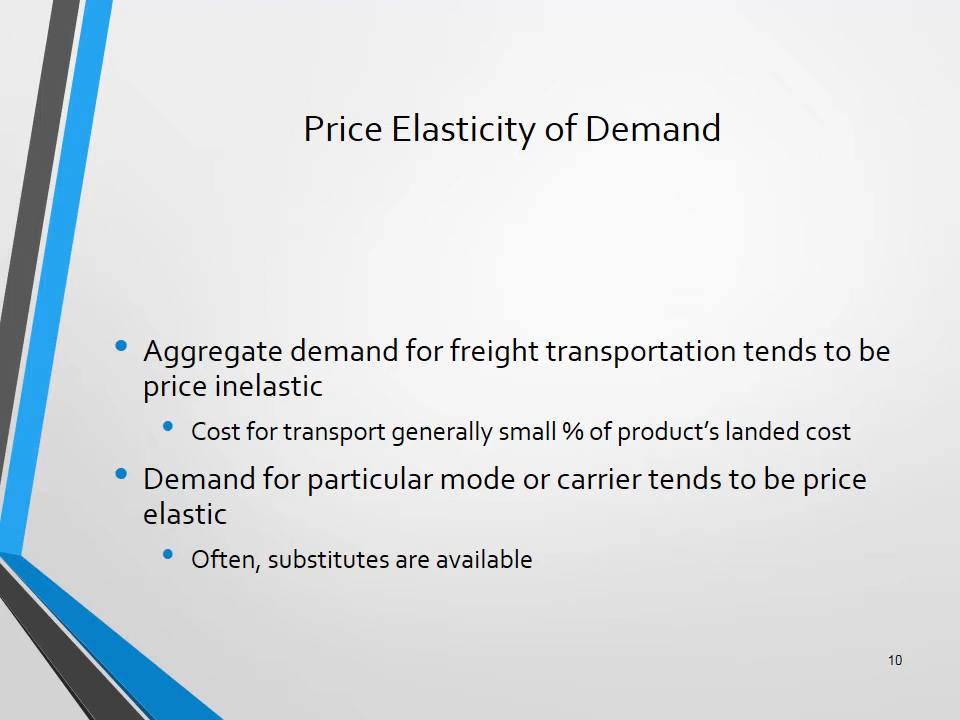 Price Elasticity of Demand
• Aggregate demand for freight transportation tends to be
price inelastic
• Cost for transport generally small % of product’s landed cost
• Demand for particular mode or carrier tends to be price
elastic
• Often, substitutes are available
10